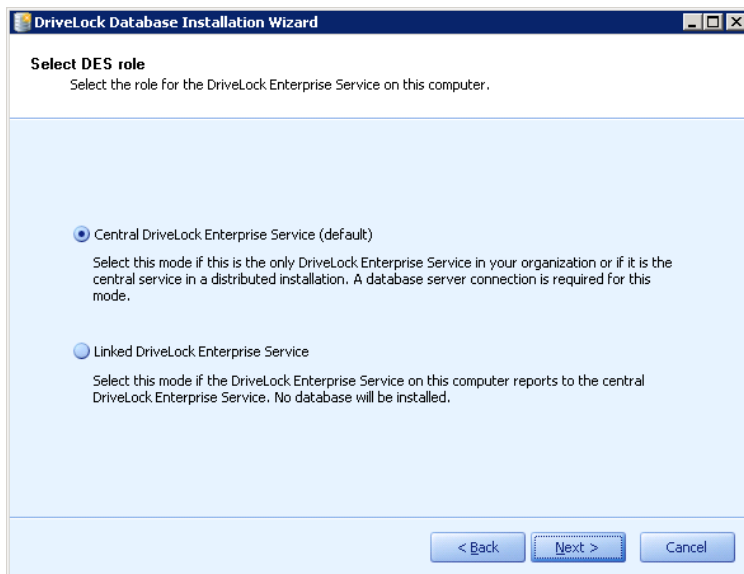 DriveLock Database Installation Wizard
Select DES role
Select the role for the DriveLock Enterprise Service on this computer.
Central DriveLock Enterprise Service (default)
Select this mode if this is the only DriveLock Enterprise Service in your organization or if it is the
central service in a distributed installation. A database server connection is required for this
mode.
Linked DriveLock Enterprise Service
Select this mode if the DriveLock Enterprise Service on this computer reports to the central
DriveLock Enterprise Service. No database will be installed.
< Back Next > Cancel